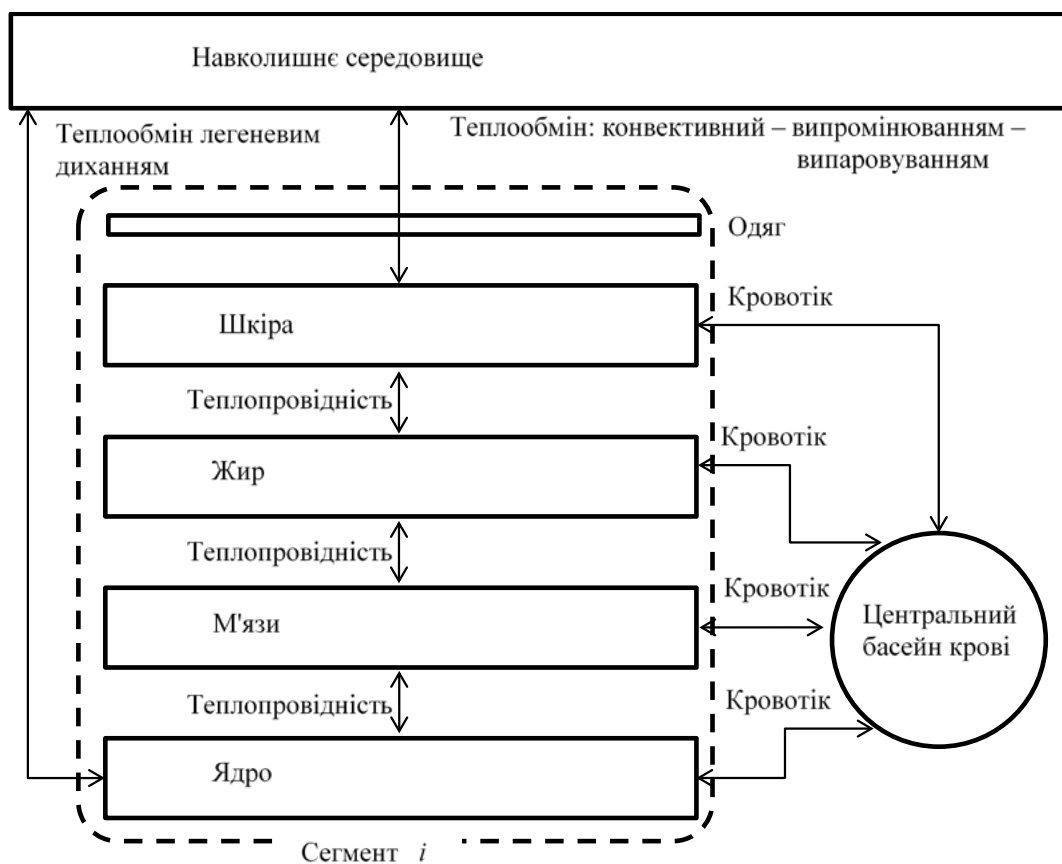 Навколишнє середовище
Теплообмін легеневим
диханням
Теплообмін: конвективний – випромінюванням –
випаровуванням
Одяг
Шкіра
Кровотік
Теплопровідність
Жир
Кровотік
Теплопровідність
М'язи
Кровотік
Центральний
басейн крові
Теплопровідність
Кровотік
Ядро
Сегмент i